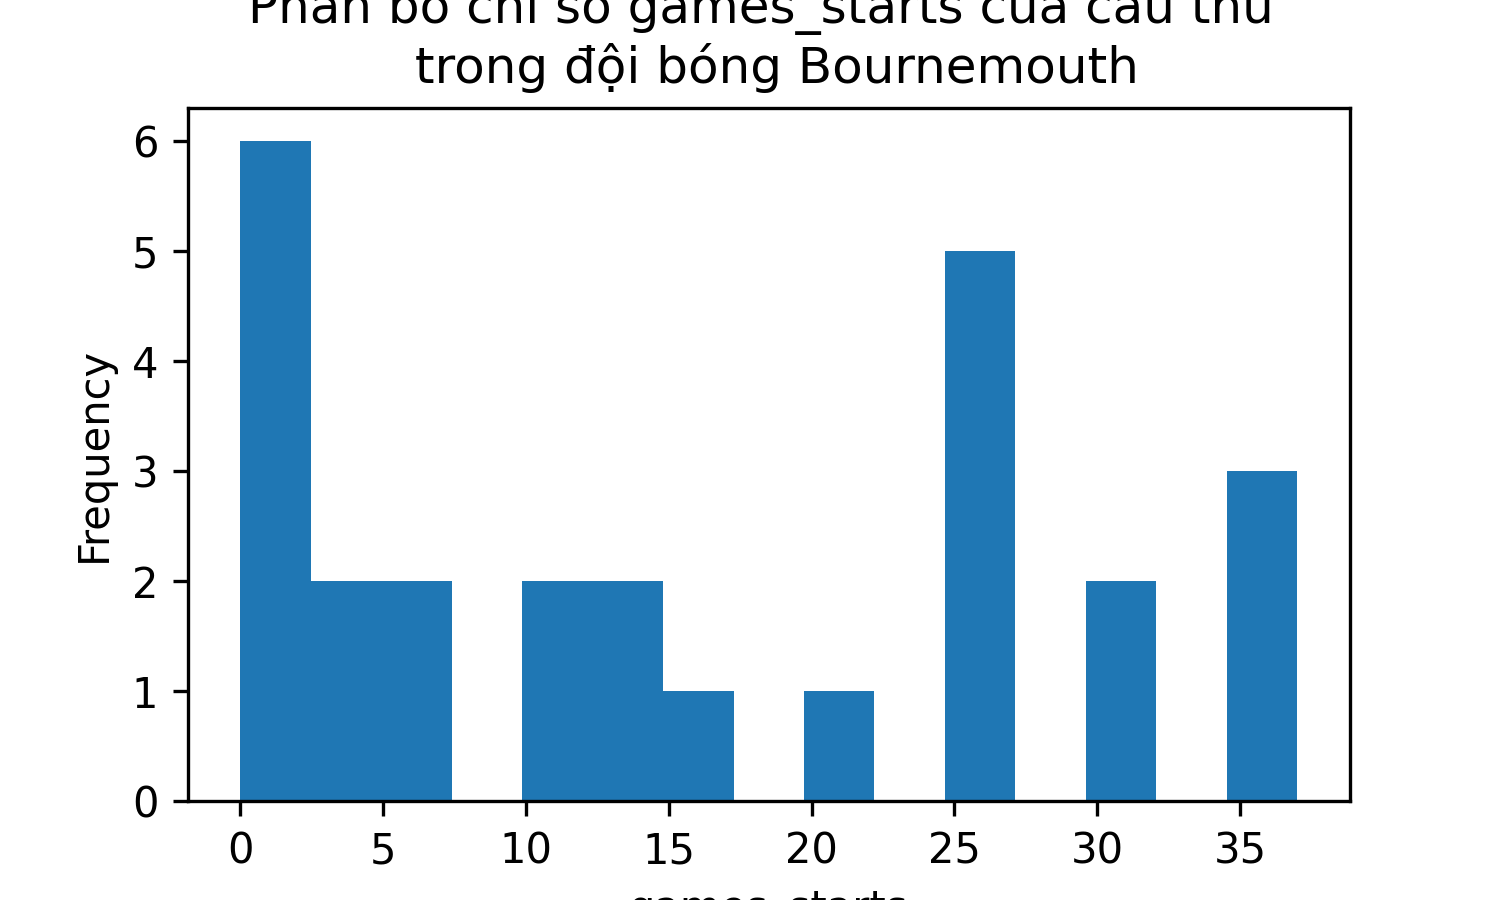 Phân bố chỉ số games_starts của cầu thủ
trong đội bóng Bournemouth
6
5
4
3
2
1
0
Frequency
0 5 10 15 20 25 30 35
games_starts